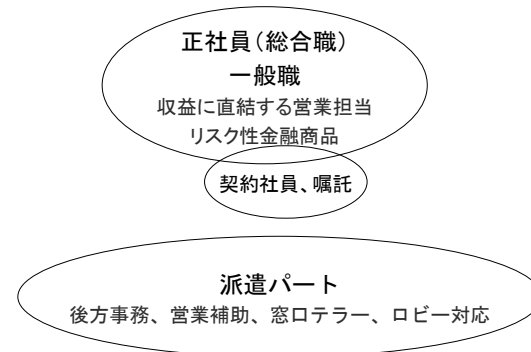 正社員(総合職)
一般職
収益に直結する営業担当
リスク性金融商品
契約社員、嘱託
派遣パート
後方事務、営業補助、窓口テラー、ロビー対応